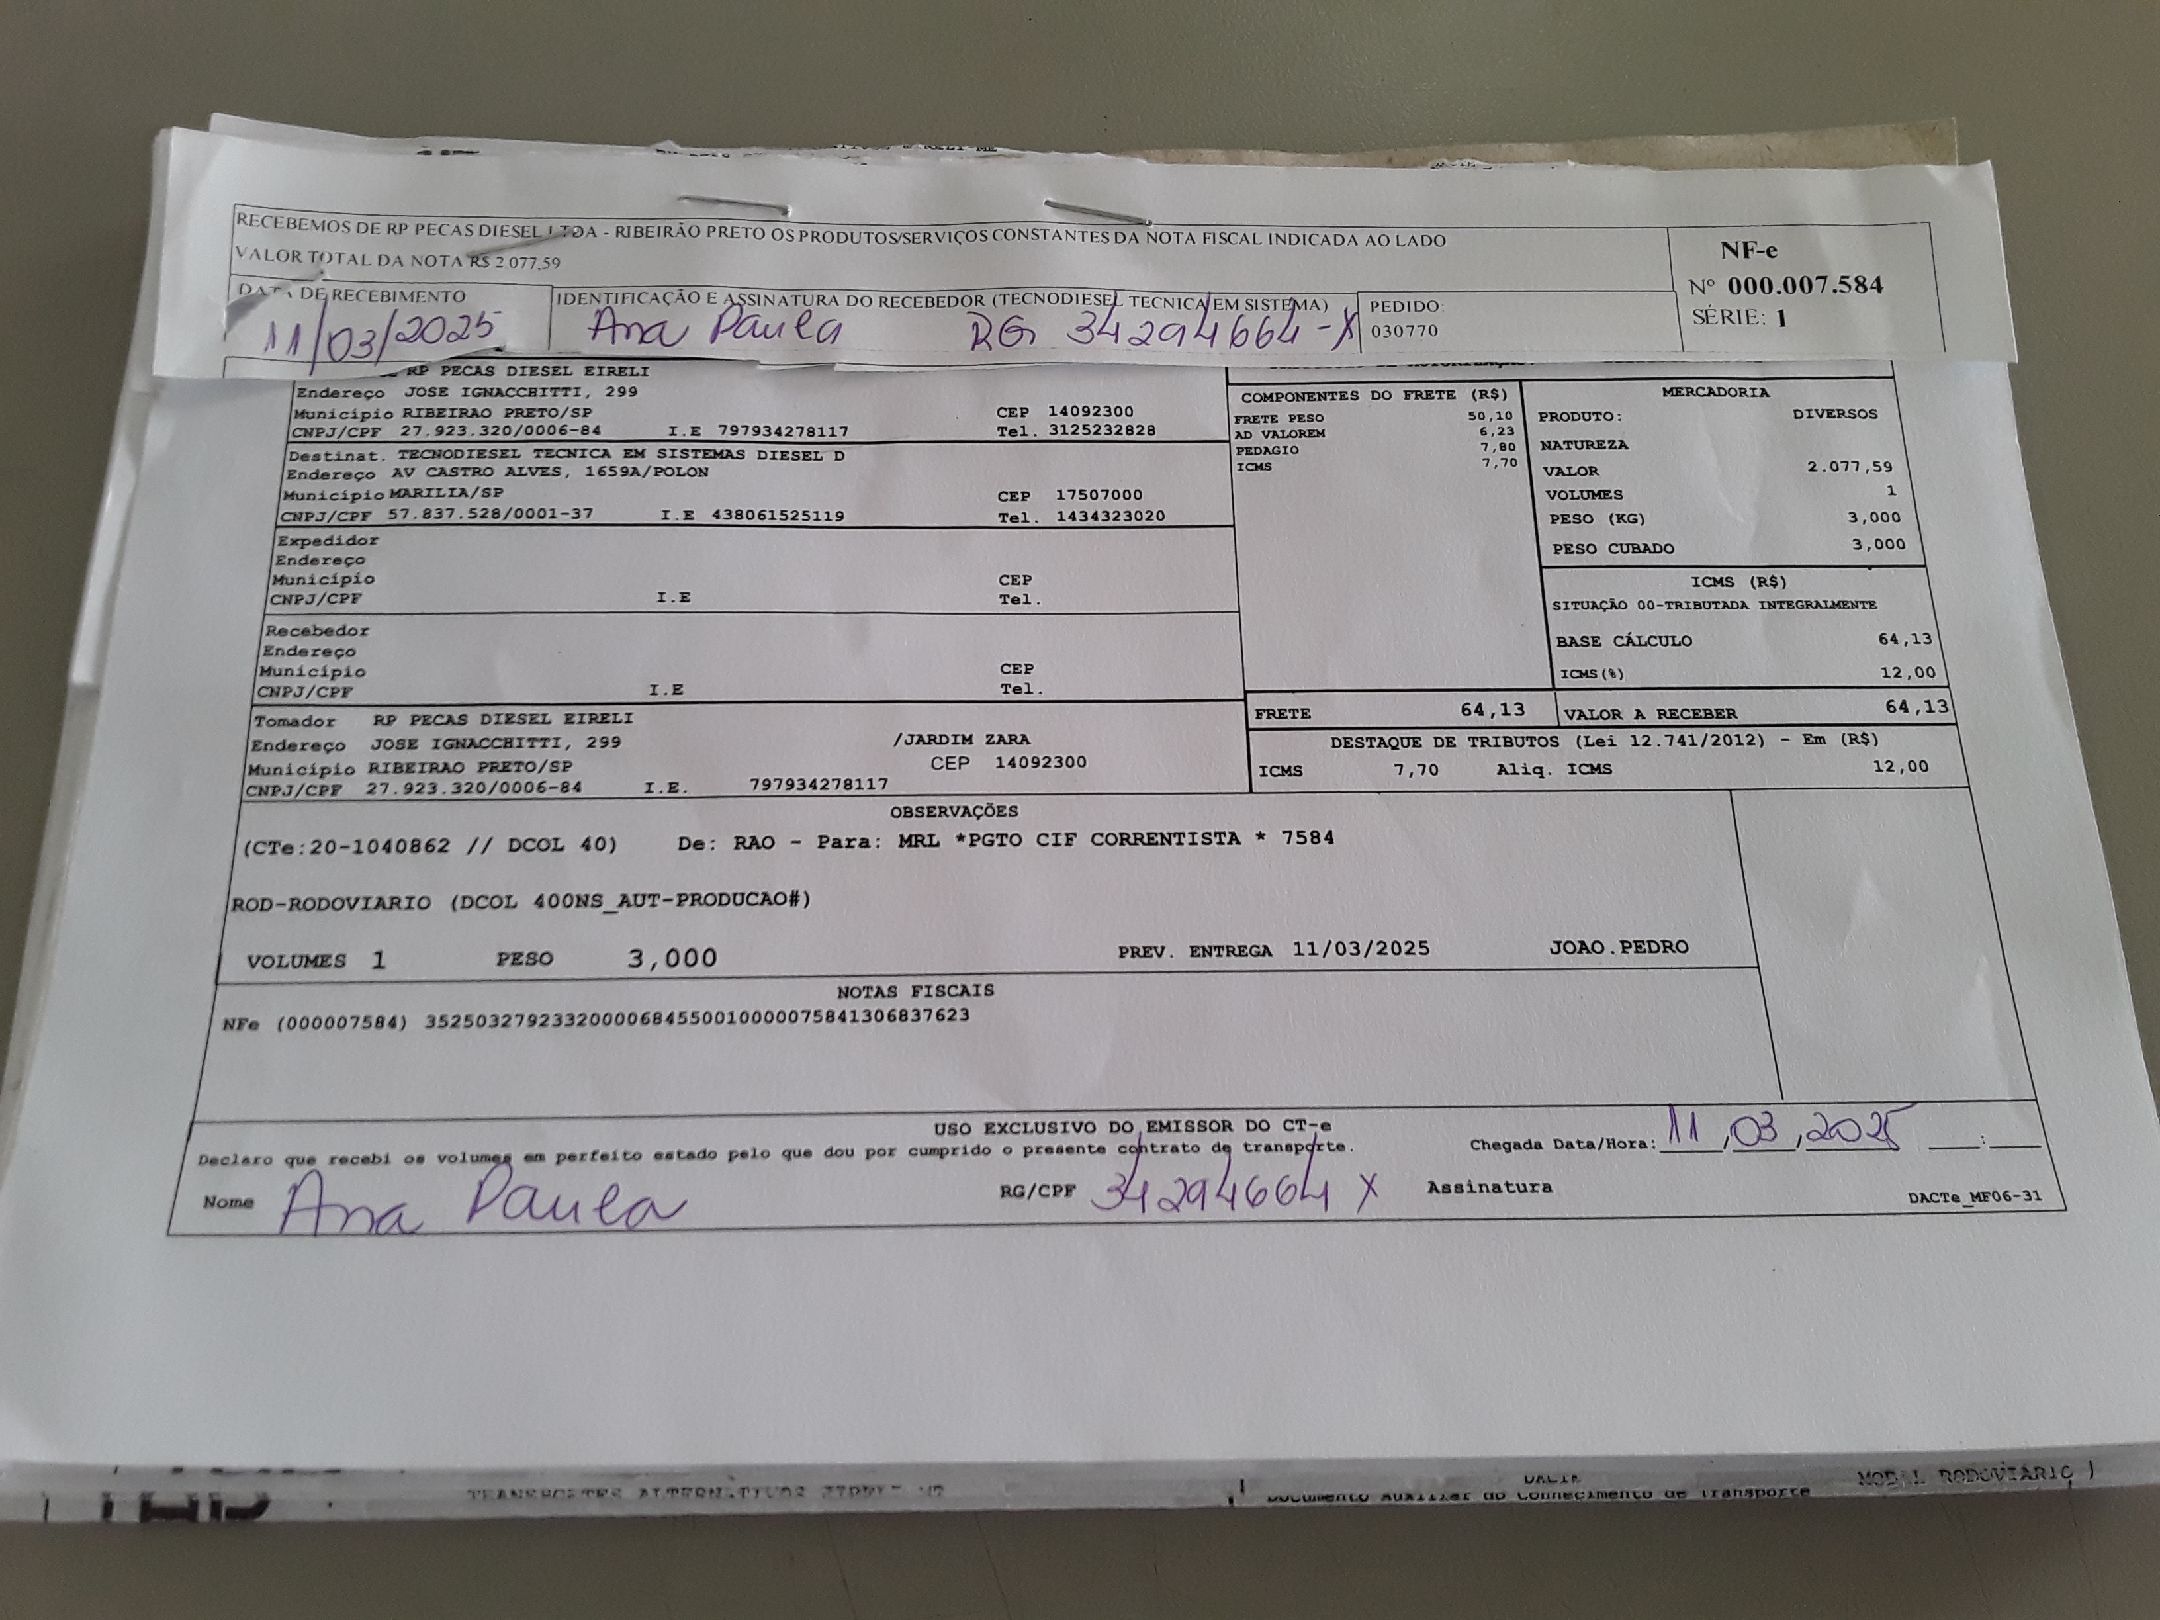 RECEBEMOS DE RP PECAS DIESEL LTDA - RIBEIRÃO PRETO OS PRODUTOS/SERVIÇOS CONSTANTES DA NOTA FISCAL INDICADA AO LADO
VALOR TOTAL DA NOTA R$ 2.077,59
NF-e
Nº 000.007.584
SÉRIE: 1
DATA DE RECEBIMENTO
11/03/2025
IDENTIFICAÇÃO E ASSINATURA DO RECEBEDOR (TECNODIESEL TECNICA EM SISTEMA)
Ana Paula RG 34294664-X
PEDIDO:
030770
RP PECAS DIESEL EIRELI
Endereço JOSE IGNACCHITTI, 299
Município RIBEIRAO PRETO/SP CEP 14092300
CNPJ/CPF 27.923.320/0006-84 I.E 797934278117 Tel. 3125232828
Destinat. TECNODIESEL TECNICA EM SISTEMAS DIESEL D
Endereço AV CASTRO ALVES, 1659A/POLON
Município MARILIA/SP CEP 17507000
CNPJ/CPF 57.837.528/0001-37 I.E 438061525119 Tel. 1434323020
Expedidor
Endereço
Município CEP
CNPJ/CPF I.E Tel.
Recebedor
Endereço
Município CEP
CNPJ/CPF I.E Tel.
Tomador RP PECAS DIESEL EIRELI
Endereço JOSE IGNACCHITTI, 299 /JARDIM ZARA
Município RIBEIRAO PRETO/SP CEP 14092300
CNPJ/CPF 27.923.320/0006-84 I.E. 797934278117
COMPONENTES DO FRETE (R$)
FRETE PESO 50,10
AD VALOREM 6,23
PEDAGIO 7,80
ICMS 7,70
MERCADORIA
PRODUTO: DIVERSOS
NATUREZA
VALOR 2.077,59
VOLUMES 1
PESO (KG) 3,000
PESO CUBADO 3,000
ICMS (R$)
SITUAÇÃO 00-TRIBUTADA INTEGRALMENTE
BASE CÁLCULO 64,13
ICMS(%) 12,00
FRETE 64,13 VALOR A RECEBER 64,13
DESTAQUE DE TRIBUTOS (Lei 12.741/2012) - Em (R$)
ICMS 7,70 Aliq. ICMS 12,00
OBSERVAÇÕES
(CTe:20-1040862 // DCOL 40) De: RAO - Para: MRL *PGTO CIF CORRENTISTA * 7584
ROD-RODOVIARIO (DCOL 400NS_AUT-PRODUCAO#)
VOLUMES 1 PESO 3,000 PREV. ENTREGA 11/03/2025 JOAO.PEDRO
NOTAS FISCAIS
NFe (000007584) 35250327923320000684550010000075841306837623
USO EXCLUSIVO DO EMISSOR DO CT-e
Declaro que recebi os volumes em perfeito estado pelo que dou por cumprido o presente contrato de transporte.
Chegada Data/Hora: 11,03,2025 ___:___
Nome Ana Paula RG/CPF 34294664 X Assinatura
DACTe_MF06-31
TRANSPORTES ALTERNATIVOS
MODAL RODOVIARIO
Documento Auxiliar do Conhecimento de Transporte